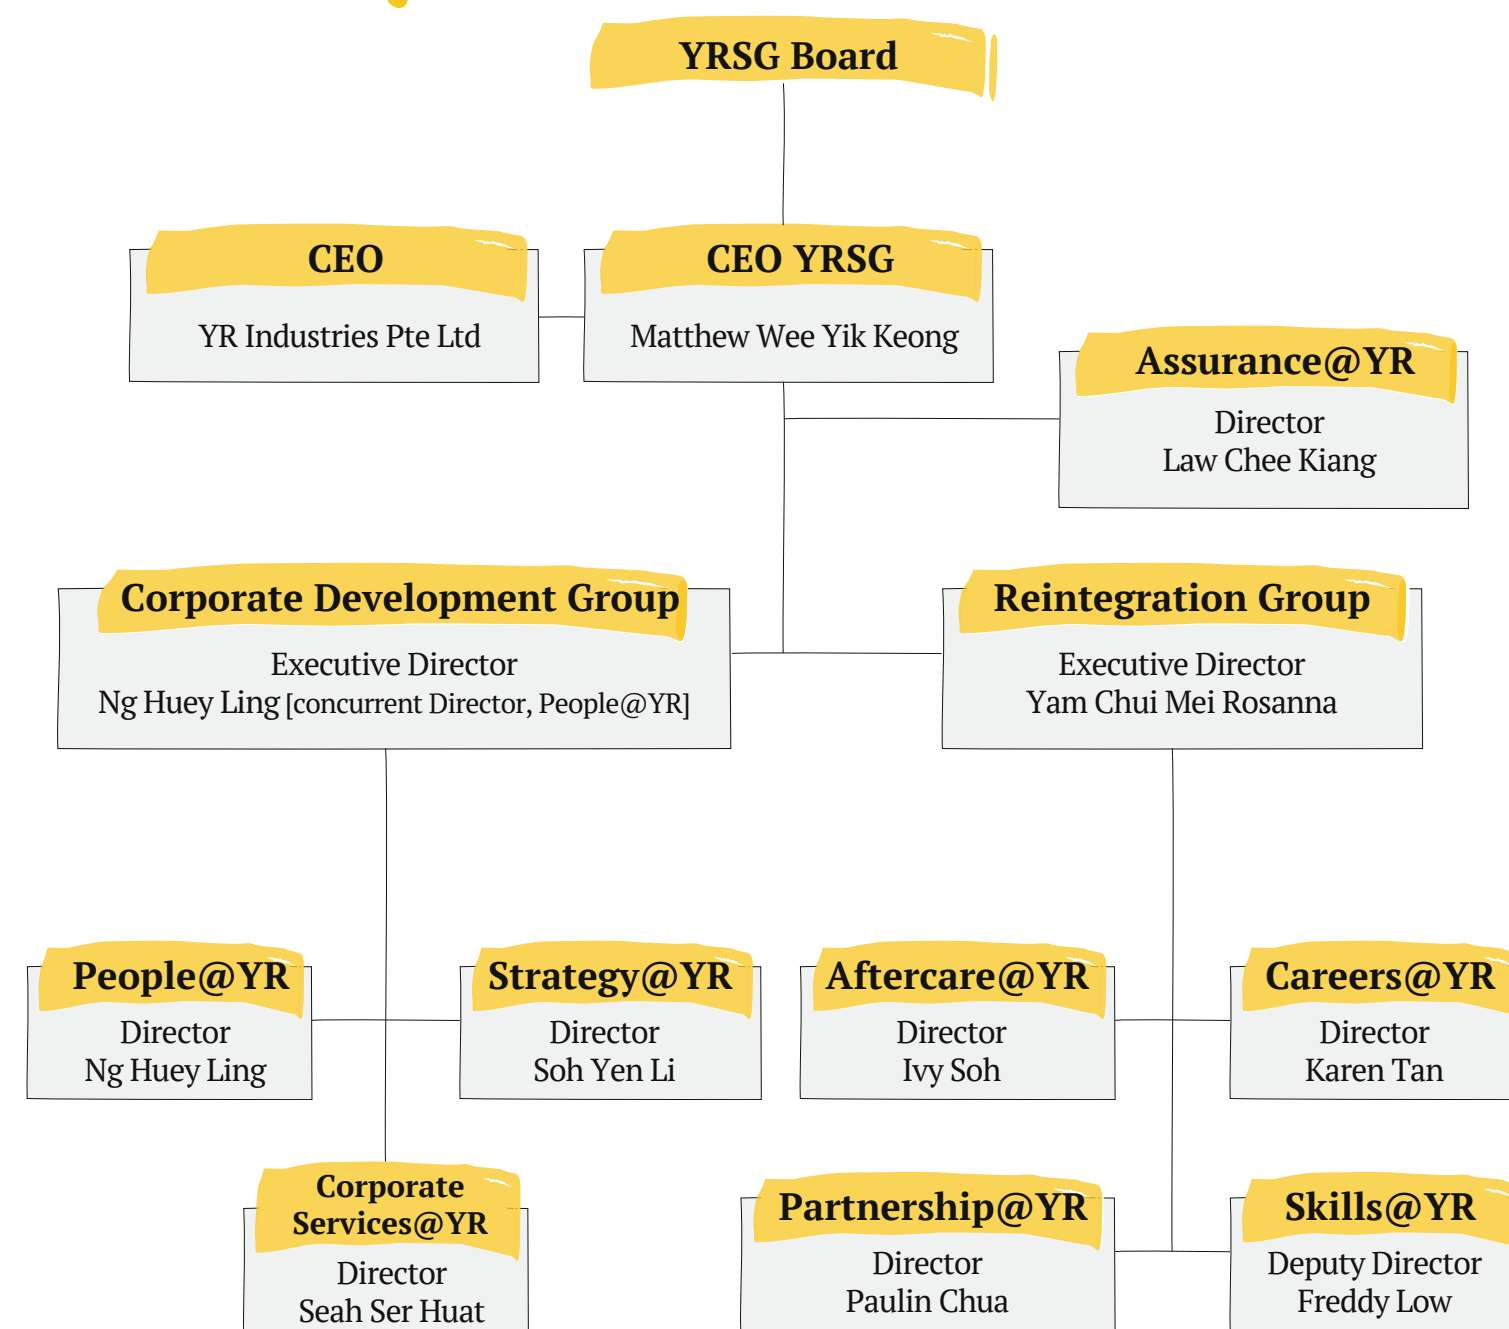 YRSG Board
CEO
YR Industries Pte Ltd
CEO YRSG
Matthew Wee Yik Keong
Assurance@YR
Director
Law Chee Kiang
Corporate Development Group
Executive Director
Ng Huey Ling [concurrent Director, People@YR]
Reintegration Group
Executive Director
Yam Chui Mei Rosanna
People@YR
Director
Ng Huey Ling
Strategy@YR
Director
Soh Yen Li
Aftercare@YR
Director
Ivy Soh
Careers@YR
Director
Karen Tan
Corporate
Services@YR
Director
Seah Ser Huat
Partnership@YR
Director
Paulin Chua
Skills@YR
Deputy Director
Freddy Low